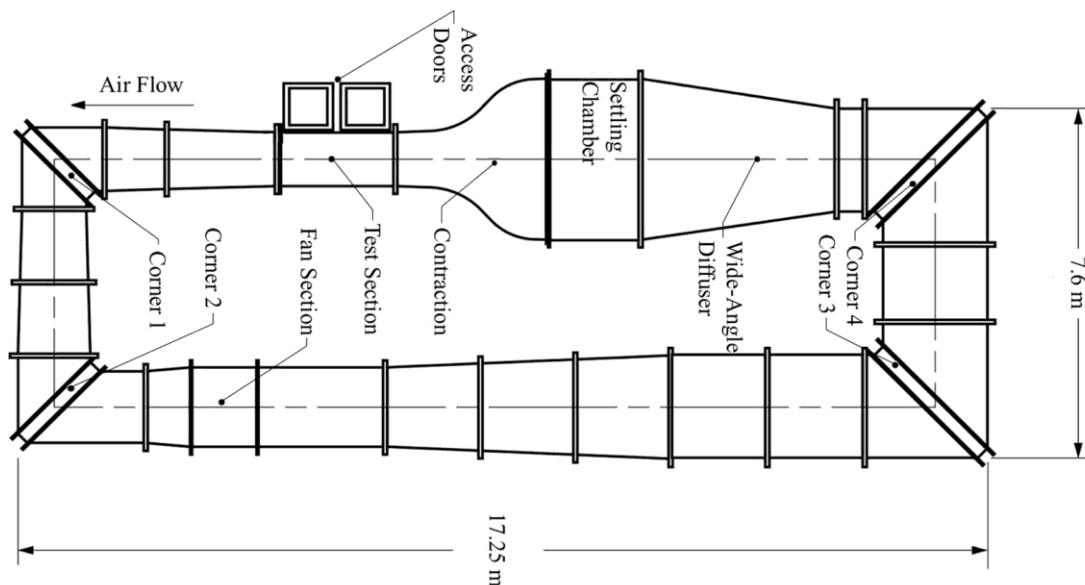 Access
Doors
Air Flow
Settling
Chamber
Corner 1
Corner 2
Fan Section
Test Section
Contraction
Wide-Angle
Diffuser
Corner 4
Corner 3
7.6 m
17.25 m